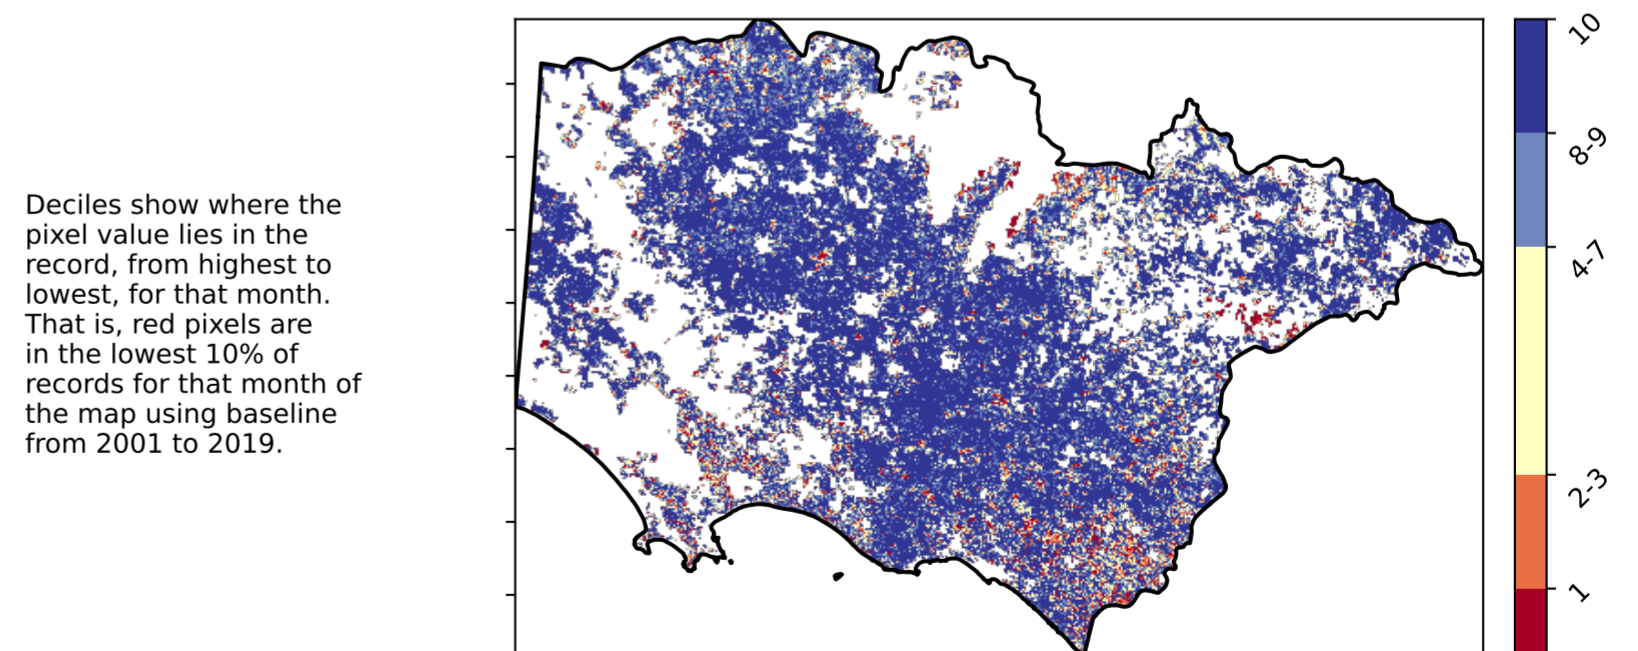 Deciles show where the
pixel value lies in the
record, from highest to
lowest, for that month.
That is, red pixels are
in the lowest 10% of
records for that month of
the map using baseline
from 2001 to 2019.
10
8-9
4-7
2-3
1